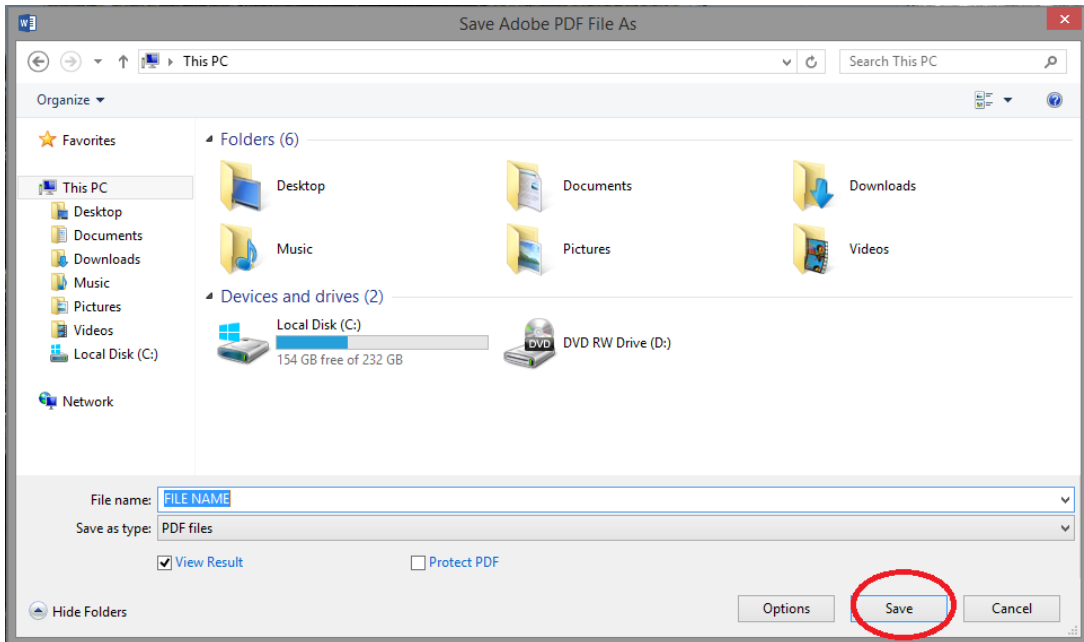 Save Adobe PDF File As
This PC
Search This PC
Organize
Favorites
This PC
Desktop
Documents
Downloads
Music
Pictures
Videos
Local Disk (C:)
Network
Folders (6)
Desktop
Documents
Downloads
Music
Pictures
Videos
Devices and drives (2)
Local Disk (C:)
154 GB free of 232 GB
DVD
DVD RW Drive (D:)
File name: FILE NAME
Save as type: PDF files
View Result
Protect PDF
Hide Folders
Options
Save
Cancel